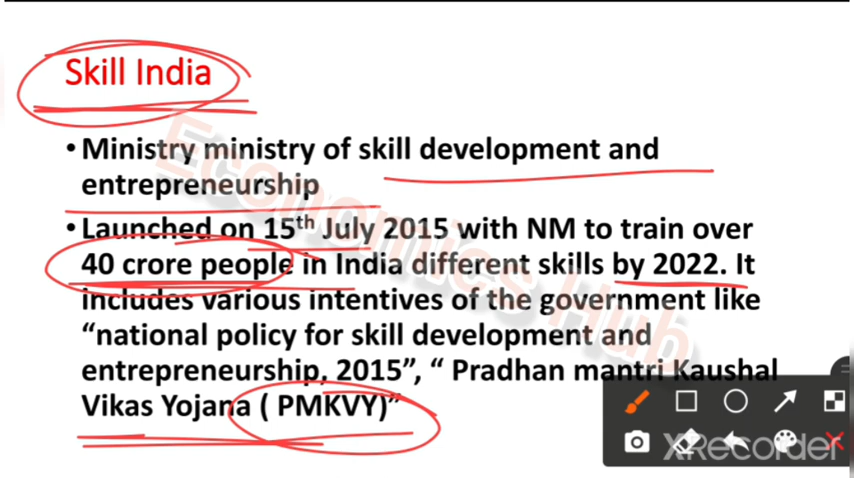 Skill India
• Ministry ministry of skill development and
entrepreneurship
• Launched on 15th July 2015 with NM to train over
40 crore people in India different skills by 2022. It
includes various intentives of the government like
“national policy for skill development and
entrepreneurship, 2015”, “ Pradhan mantri Kaushal
Vikas Yojana ( PMKVY)”
Economics Hub
XRecorder